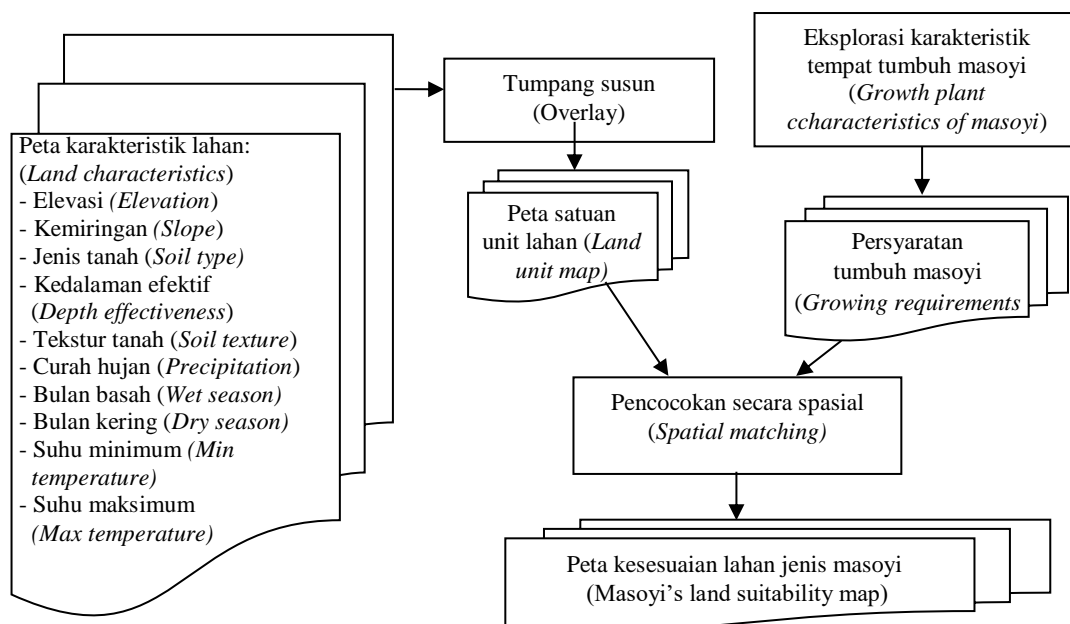 Peta karakteristik lahan:
(Land characteristics)
- Elevasi (Elevation)
- Kemiringan (Slope)
- Jenis tanah (Soil type)
- Kedalaman efektif
(Depth effectiveness)
- Tekstur tanah (Soil texture)
- Curah hujan (Precipitation)
- Bulan basah (Wet season)
- Bulan kering (Dry season)
- Suhu minimum (Min
temperature)
- Suhu maksimum
(Max temperature)
Tumpang susun
(Overlay)
Peta satuan
unit lahan (Land
unit map)
Eksplorasi karakteristik
tempat tumbuh masoyi
(Growth plant
ccharacteristics of masoyi)
Persyaratan
tumbuh masoyi
(Growing requirements
Pencocokan secara spasial
(Spatial matching)
Peta kesesuaian lahan jenis masoyi
(Masoyi’s land suitability map)